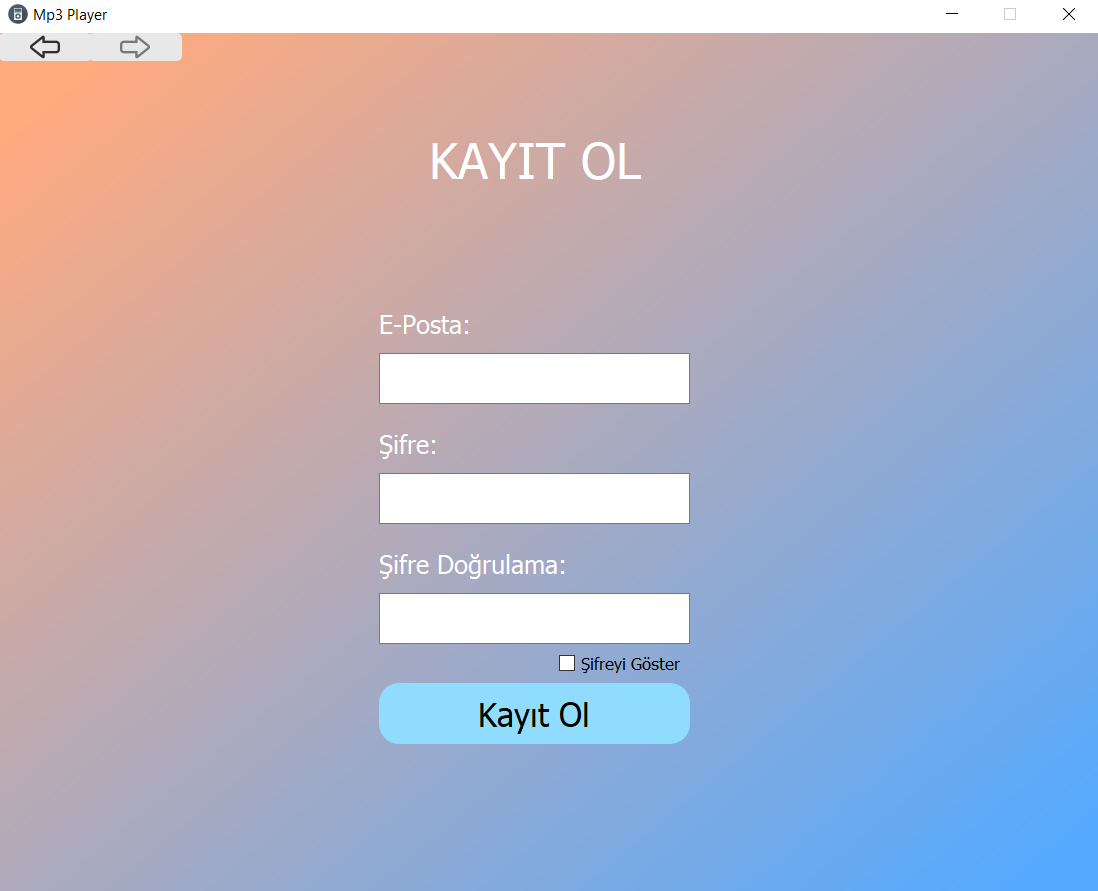 Mp3 Player
KAYIT OL
E-Posta:
Şifre:
Şifre Doğrulama:
Şifreyi Göster
Kayıt Ol